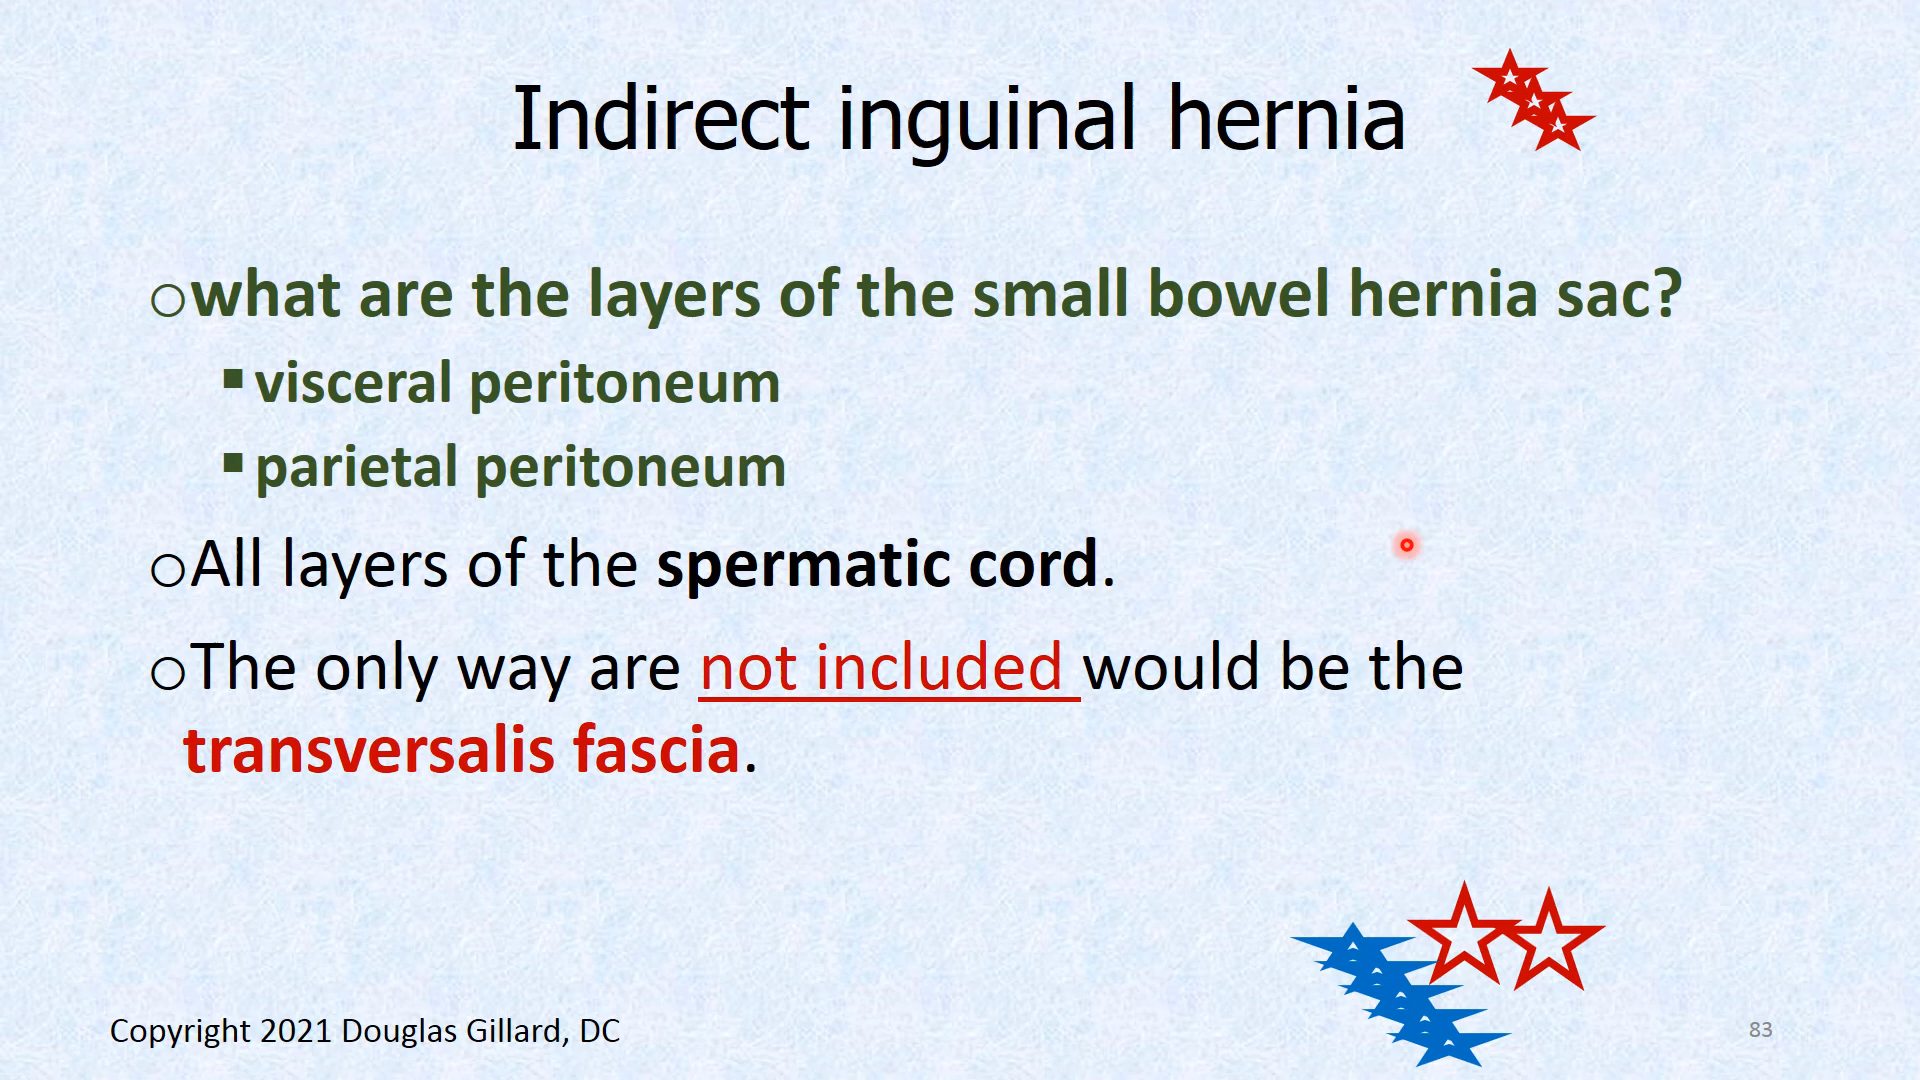 Indirect inguinal hernia
○what are the layers of the small bowel hernia sac?
▪visceral peritoneum
▪parietal peritoneum
○All layers of the spermatic cord.
○The only way are not included would be the
transversalis fascia.
Copyright 2021 Douglas Gillard, DC
83